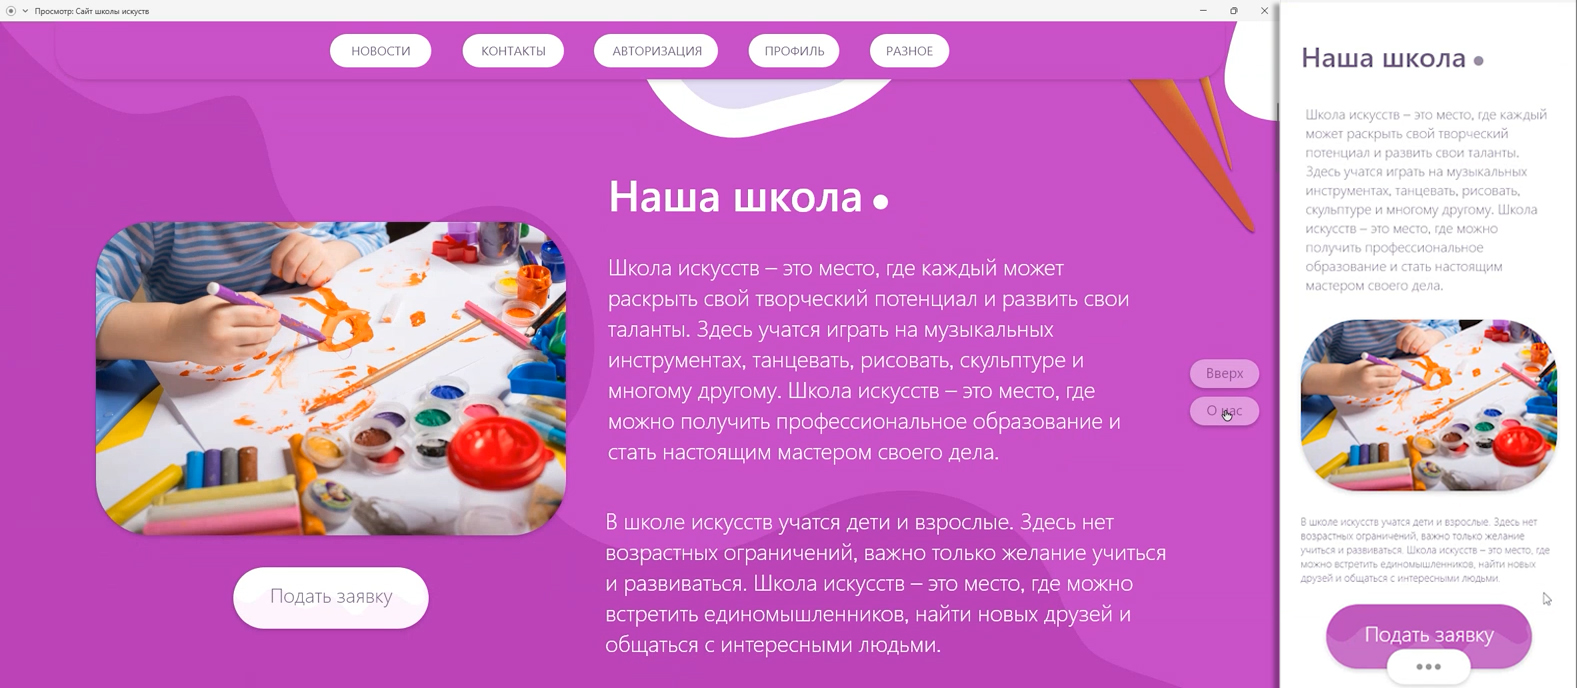 Просмотр: Сайт школы искуств
НОВОСТИ
КОНТАКТЫ
АВТОРИЗАЦИЯ
ПРОФИЛЬ
РАЗНОЕ
Наша школа
Школа искусств – это место, где каждый может
раскрыть свой творческий потенциал и развить свои
таланты. Здесь учатся играть на музыкальных
инструментах, танцевать, рисовать, скульптуре и
многому другому. Школа искусств – это место, где
можно получить профессиональное образование и
стать настоящим мастером своего дела.
В школе искусств учатся дети и взрослые. Здесь нет
возрастных ограничений, важно только желание учиться
и развиваться. Школа искусств – это место, где можно
встретить единомышленников, найти новых друзей и
общаться с интересными людьми.
Подать заявку
Вверх
О нас
Наша школа
Школа искусств – это место, где каждый
может раскрыть свой творческий
потенциал и развить свои таланты.
Здесь учатся играть на музыкальных
инструментах, танцевать, рисовать,
скульптуре и многому другому. Школа
искусств – это место, где можно
получить профессиональное
образование и стать настоящим
мастером своего дела.
В школе искусств учатся дети и взрослые. Здесь нет
возрастных ограничений, важно только желание
учиться и развиваться. Школа искусств – это место, где
можно встретить единомышленников, найти новых
друзей и общаться с интересными людьми.
Подать заявку